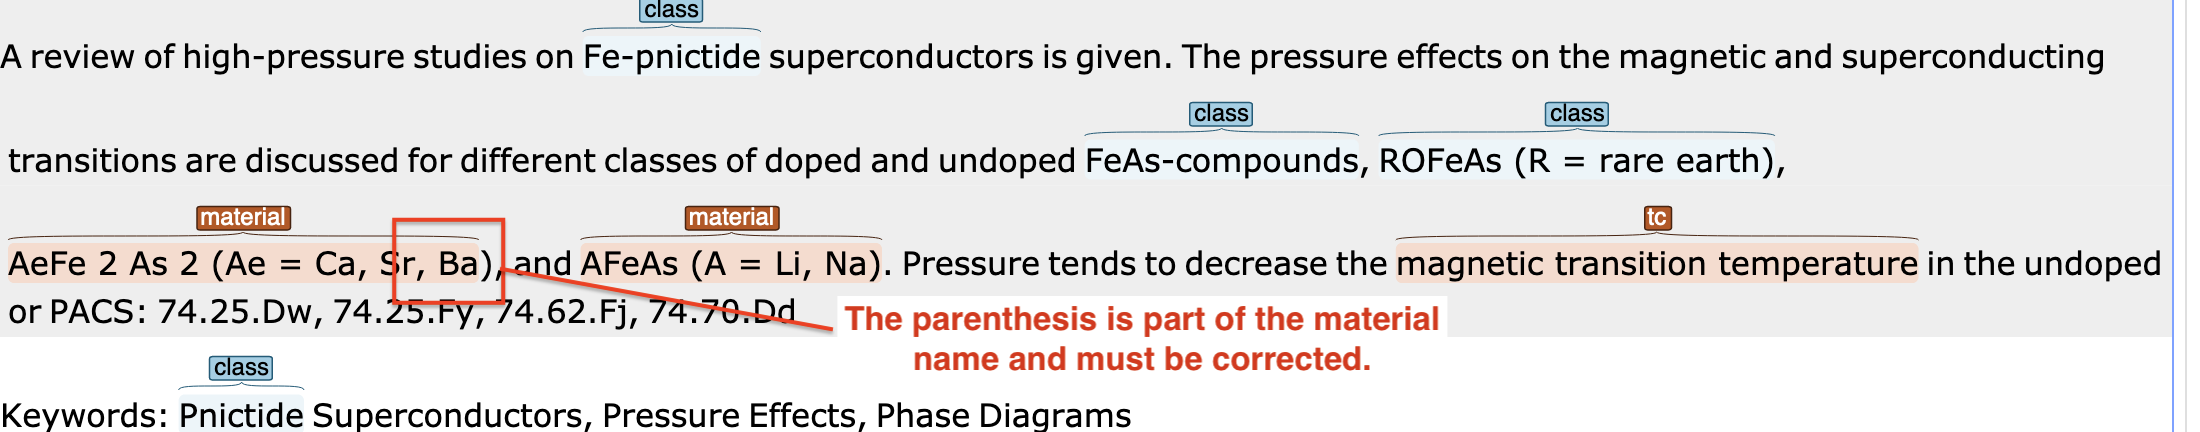 class
A review of high-pressure studies on Fe-pnictide superconductors is given. The pressure effects on the magnetic and superconducting
class class
transitions are discussed for different classes of doped and undoped FeAs-compounds, ROFeAs (R = rare earth),
material material tc
AeFe 2 As 2 (Ae = Ca, Sr, Ba), and AFeAs (A = Li, Na). Pressure tends to decrease the magnetic transition temperature in the undoped
or PACS: 74.25.Dw, 74.25.Fy, 74.62.Fj, 74.70.Dd
The parenthesis is part of the material
name and must be corrected.
class
Keywords: Pnictide Superconductors, Pressure Effects, Phase Diagrams